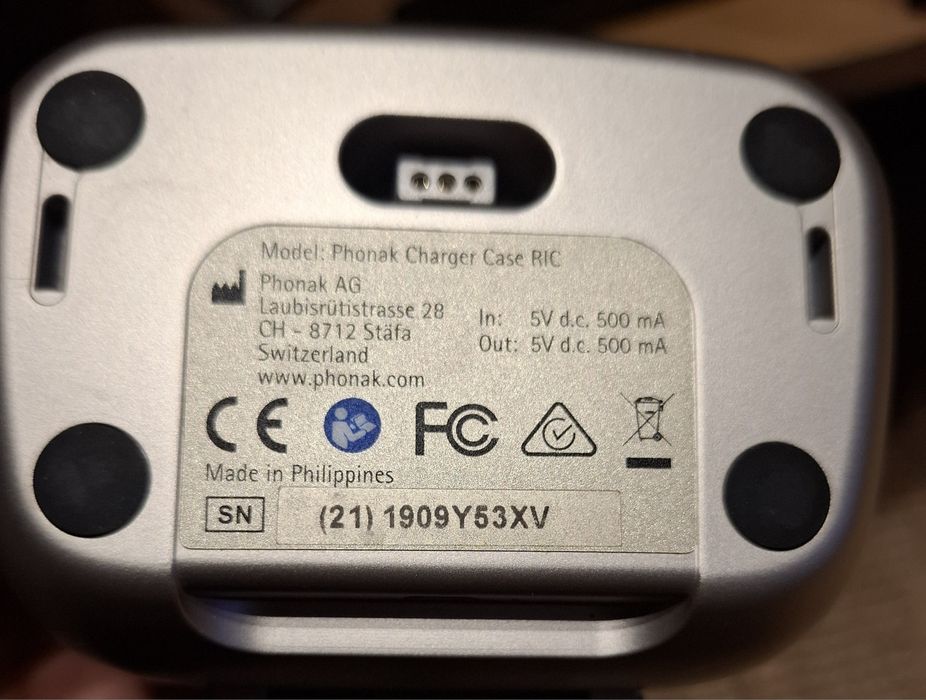 Model: Phonak Charger Case RIC
Phonak AG
Laubisrütistrasse 28
CH - 8712 Stäfa
Switzerland
www.phonak.com
In: 5V d.c. 500 mA
Out: 5V d.c. 500 mA
CE FC
Made in Philippines
SN (21) 1909Y53XV